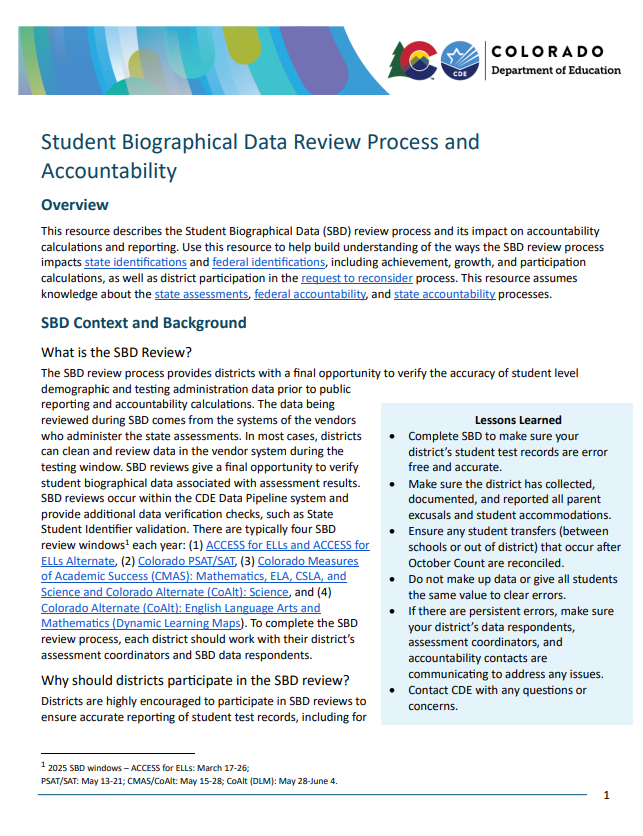 COLORADO
CDE
Department of Education
Student Biographical Data Review Process and
Accountability
Overview
This resource describes the Student Biographical Data (SBD) review process and its impact on accountability
calculations and reporting. Use this resource to help build understanding of the ways the SBD review process
impacts state identifications and federal identifications, including achievement, growth, and participation
calculations, as well as district participation in the request to reconsider process. This resource assumes
knowledge about the state assessments, federal accountability, and state accountability processes.
SBD Context and Background
What is the SBD Review?
The SBD review process provides districts with a final opportunity to verify the accuracy of student level
demographic and testing administration data prior to public
reporting and accountability calculations. The data being
reviewed during SBD comes from the systems of the vendors
who administer the state assessments. In most cases, districts
can clean and review data in the vendor system during the
testing window. SBD reviews give a final opportunity to verify
student biographical data associated with assessment results.
SBD reviews occur within the CDE Data Pipeline system and
provide additional data verification checks, such as State
Student Identifier validation. There are typically four SBD
review windows¹ each year: (1) ACCESS for ELLs and ACCESS for
ELLs Alternate, (2) Colorado PSAT/SAT, (3) Colorado Measures
of Academic Success (CMAS): Mathematics, ELA, CSLA, and
Science and Colorado Alternate (CoAlt): Science, and (4)
Colorado Alternate (CoAlt): English Language Arts and
Mathematics (Dynamic Learning Maps). To complete the SBD
review process, each district should work with their district's
assessment coordinators and SBD data respondents.
Why should districts participate in the SBD review?
Districts are highly encouraged to participate in SBD reviews to
ensure accurate reporting of student test records, including for
Lessons Learned
• Complete SBD to make sure your
district's student test records are error
free and accurate.
• Make sure the district has collected,
documented, and reported all parent
excusals and student accommodations.
• Ensure any student transfers (between
schools or out of district) that occur after
October Count are reconciled.
• Do not make up data or give all students
the same value to clear errors.
• If there are persistent errors, make sure
your district's data respondents,
assessment coordinators, and
accountability contacts are
communicating to address any issues.
• Contact CDE with any questions or
concerns.
¹ 2025 SBD windows – ACCESS for ELLs: March 17-26;
PSAT/SAT: May 13-21; CMAS/CoAlt: May 15-28; CoAlt (DLM): May 28-June 4.
1